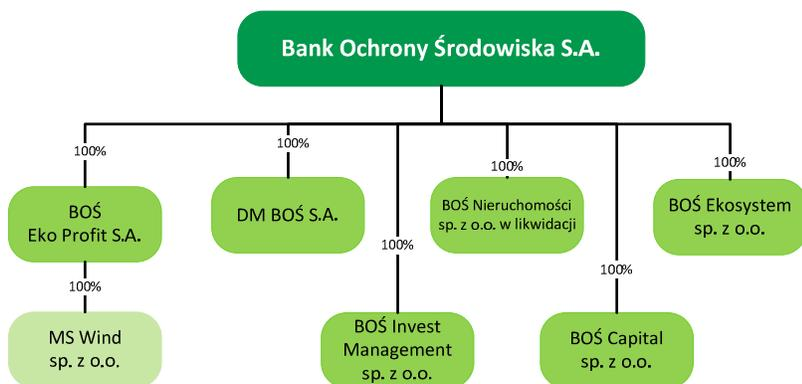 Bank Ochrony Środowiska S.A.
100%
100%
100%
100%
BOŚ
Eko Profit S.A.
DM BOŚ S.A.
BOŚ Nieruchomości
sp. z o.o. w likwidacji
BOŚ Ekosystem
sp. z o.o.
100%
100%
100%
MS Wind
sp. z o.o.
BOŚ Invest
Management
sp. z o.o.
BOŚ Capital
sp. z o.o.